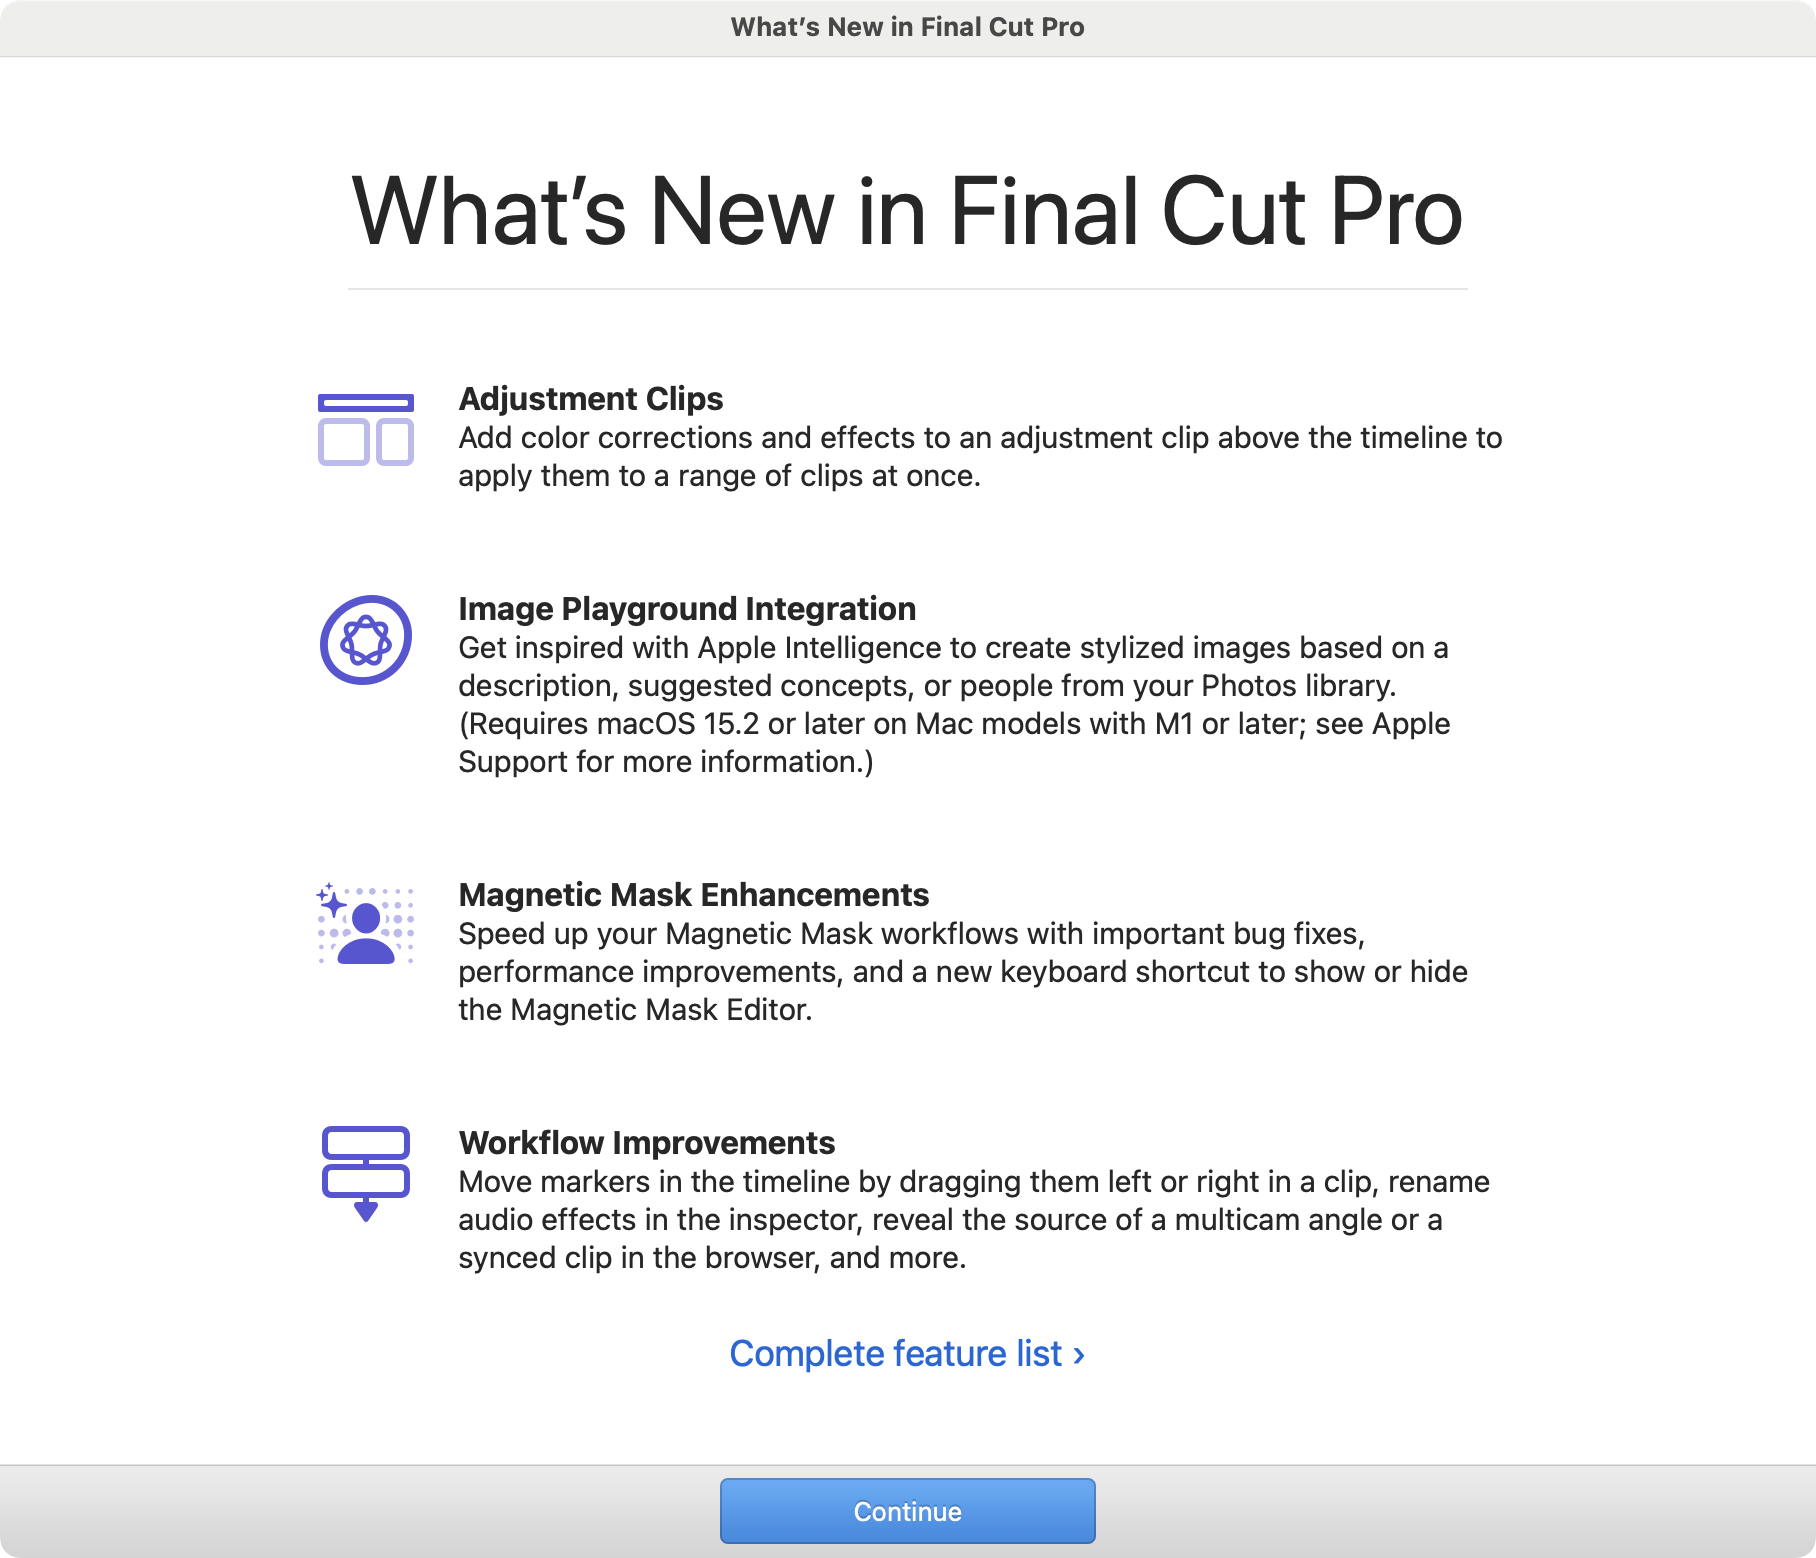 What’s New in Final Cut Pro
What’s New in Final Cut Pro
Adjustment Clips
Add color corrections and effects to an adjustment clip above the timeline to
apply them to a range of clips at once.
Image Playground Integration
Get inspired with Apple Intelligence to create stylized images based on a
description, suggested concepts, or people from your Photos library.
(Requires macOS 15.2 or later on Mac models with M1 or later; see Apple
Support for more information.)
Magnetic Mask Enhancements
Speed up your Magnetic Mask workflows with important bug fixes,
performance improvements, and a new keyboard shortcut to show or hide
the Magnetic Mask Editor.
Workflow Improvements
Move markers in the timeline by dragging them left or right in a clip, rename
audio effects in the inspector, reveal the source of a multicam angle or a
synced clip in the browser, and more.
Complete feature list ›
Continue